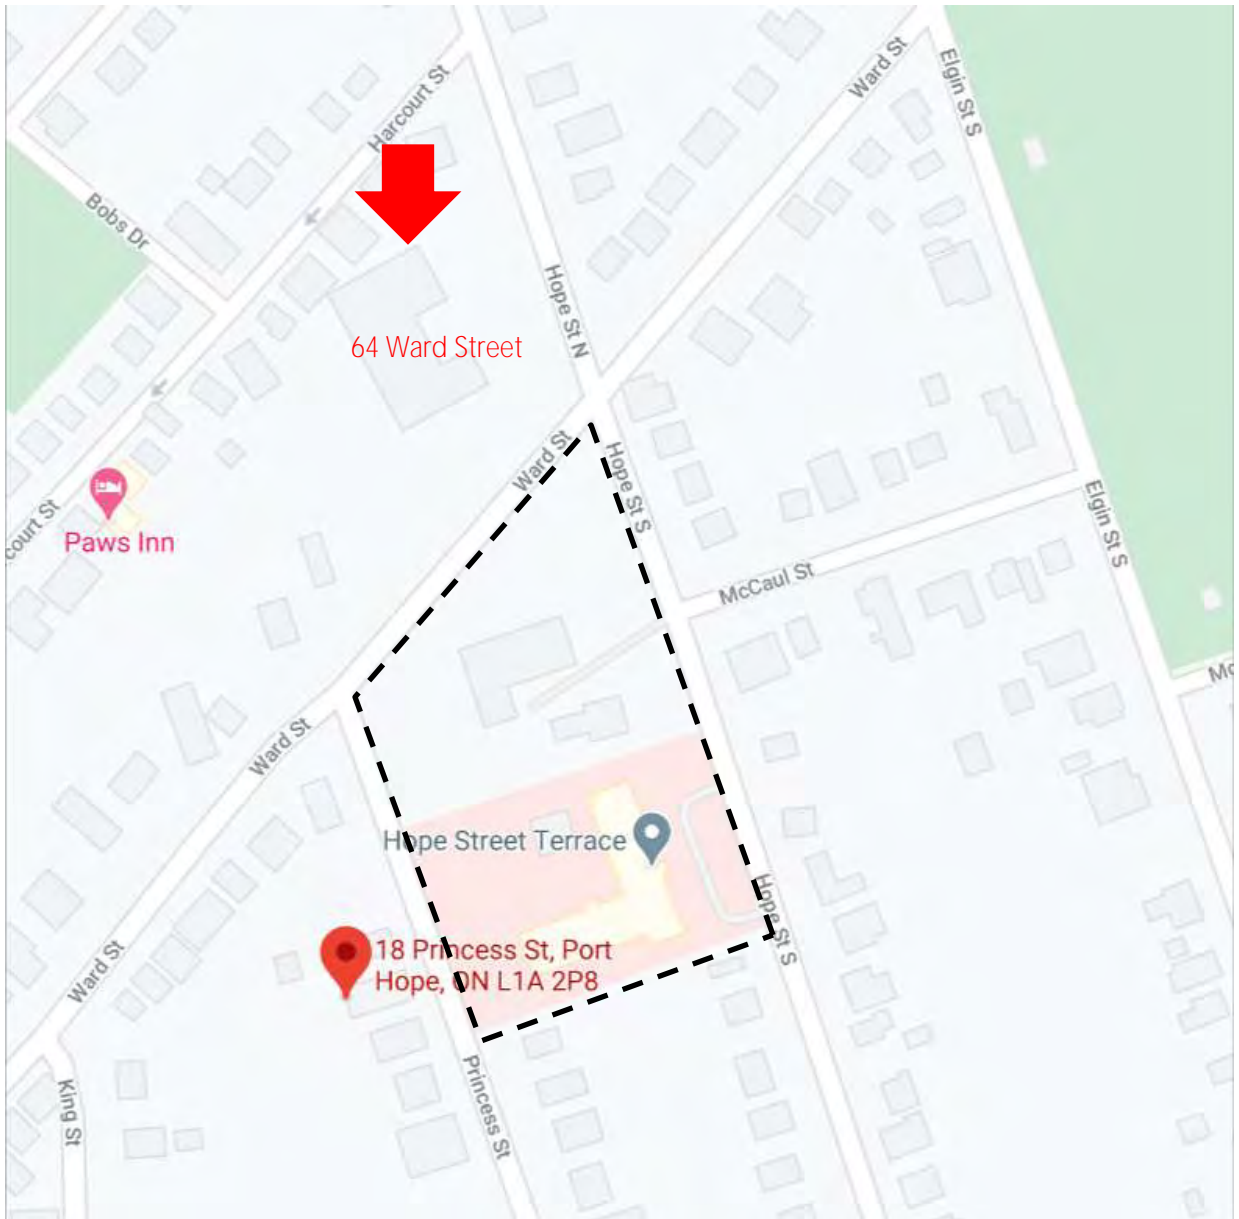 Harcourt St
Ward St
Elgin St S
Bobs Dr
Hope St N
64 Ward Street
Ward St
Hope St S
Paws Inn
court St
Elgin St S
McCaul St
Mc
Ward St
Hope Street Terrace
Hope St S
18 Princess St, Port
Hope, ON L1A 2P8
Ward St
King St
Princess St